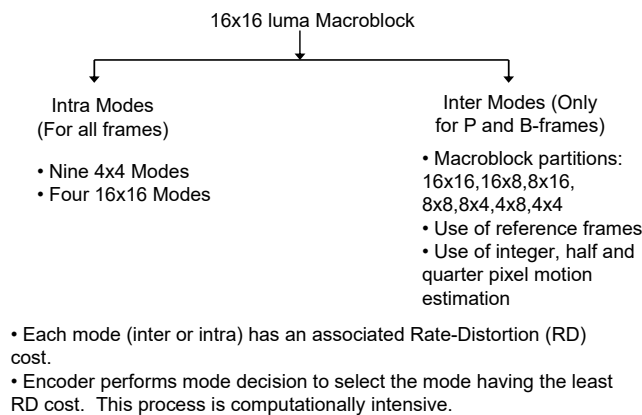 16x16 luma Macroblock
Intra Modes
(For all frames)
• Nine 4x4 Modes
• Four 16x16 Modes
Inter Modes (Only
for P and B-frames)
• Macroblock partitions:
16x16,16x8,8x16,
8x8,8x4,4x8,4x4
• Use of reference frames
• Use of integer, half and
quarter pixel motion
estimation
• Each mode (inter or intra) has an associated Rate-Distortion (RD)
cost.
• Encoder performs mode decision to select the mode having the least
RD cost.  This process is computationally intensive.